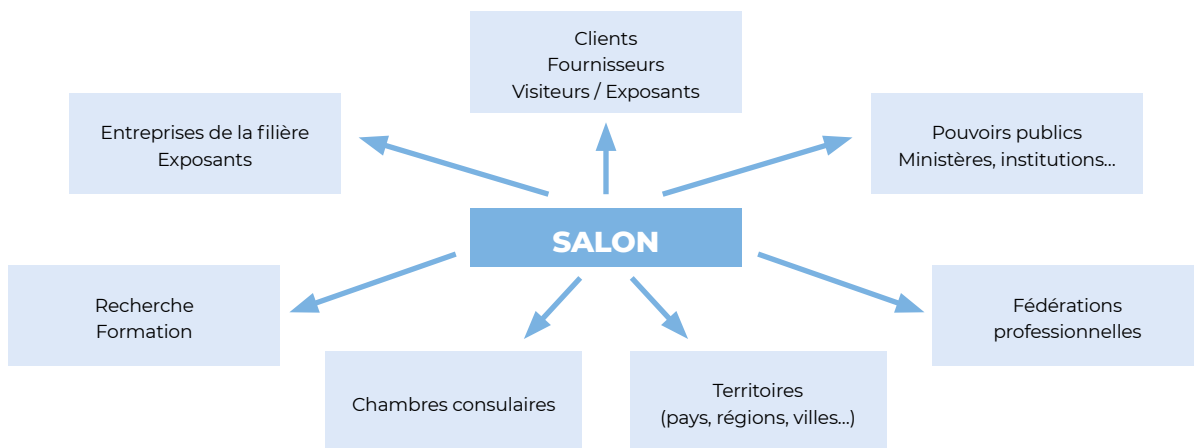 Clients
Fournisseurs
Visiteurs / Exposants
Entreprises de la filière
Exposants
Pouvoirs publics
Ministères, institutions...
SALON
Recherche
Formation
Fédérations
professionnelles
Chambres consulaires
Territoires
(pays, régions, villes...)